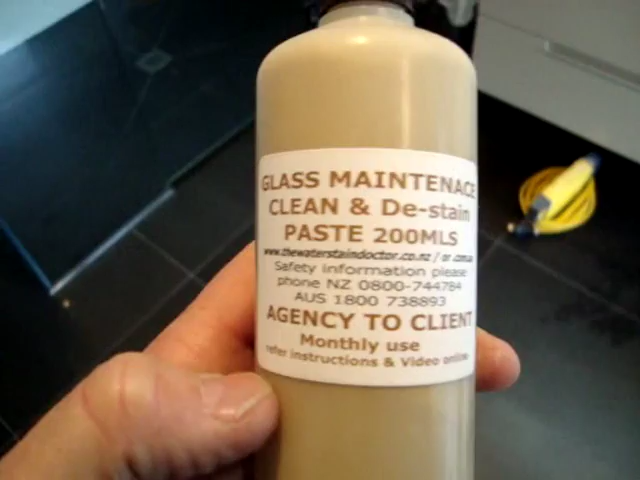 GLASS MAINTENACE
CLEAN & De-stain
PASTE 200MLS
www.thewaterstaindoctor.co.nz / or .com.au
Safety information please
phone NZ 0800-744784
AUS 1800 738893
AGENCY TO CLIENT
Monthly use
refer instructions & Video online